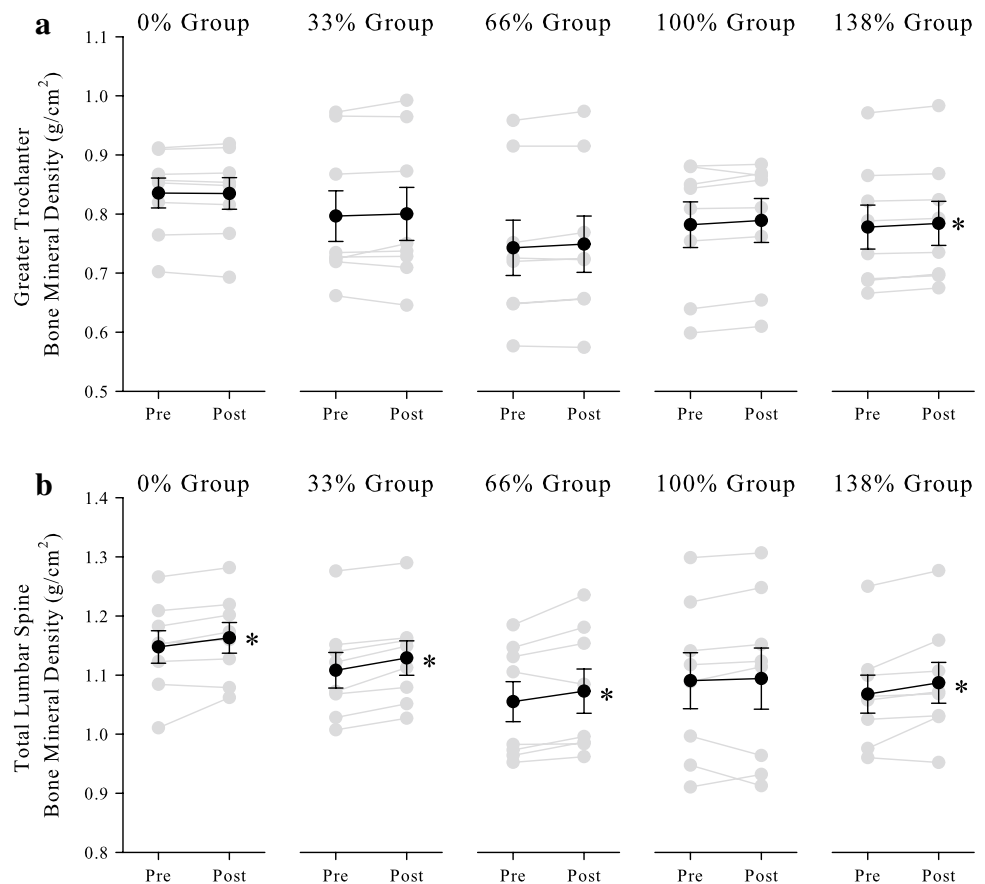 a
0% Group 33% Group 66% Group 100% Group 138% Group
Greater Trochanter
Bone Mineral Density (g/cm²)
1.1
1.0
0.9
0.8
0.7
0.6
0.5
*
Pre Post Pre Post Pre Post Pre Post Pre Post
b
0% Group 33% Group 66% Group 100% Group 138% Group
Total Lumbar Spine
Bone Mineral Density (g/cm²)
1.4
1.3
1.2
1.1
1.0
0.9
0.8
* * * *
Pre Post Pre Post Pre Post Pre Post Pre Post